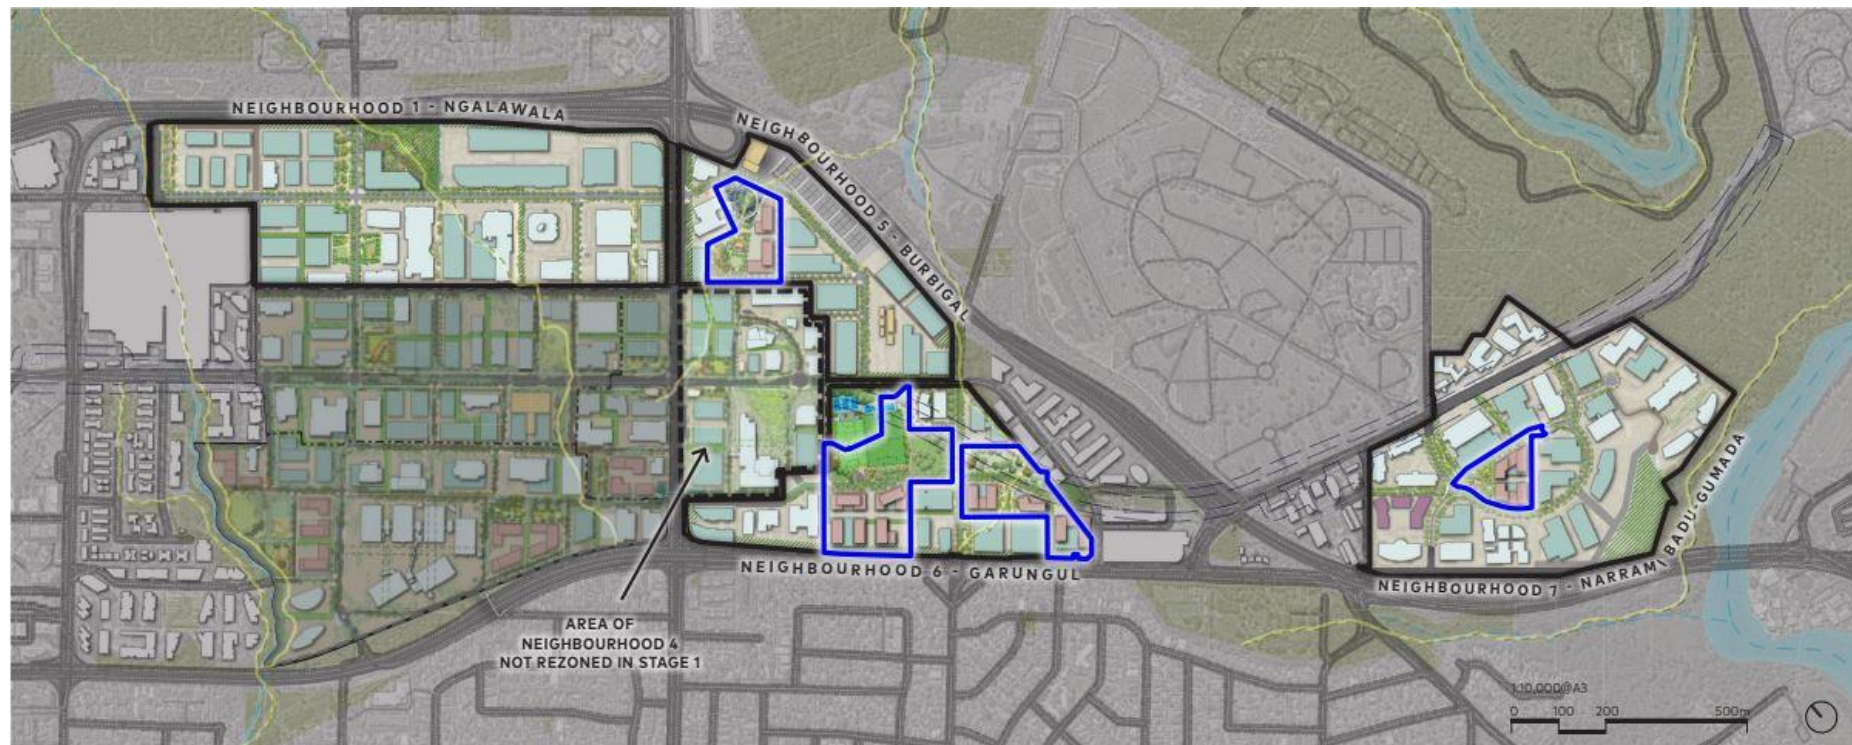 NEIGHBOURHOOD 1 - NGALAWALA
NEIGHBOURHOOD 5 - BURBIGAL
NEIGHBOURHOOD 6 - GARUNGUL
NEIGHBOURHOOD 7 - NARRAMI BADU-GUMADA
AREA OF
NEIGHBOURHOOD 4
NOT REZONED IN STAGE 1
1:10,000@A3
0 100 200 500m